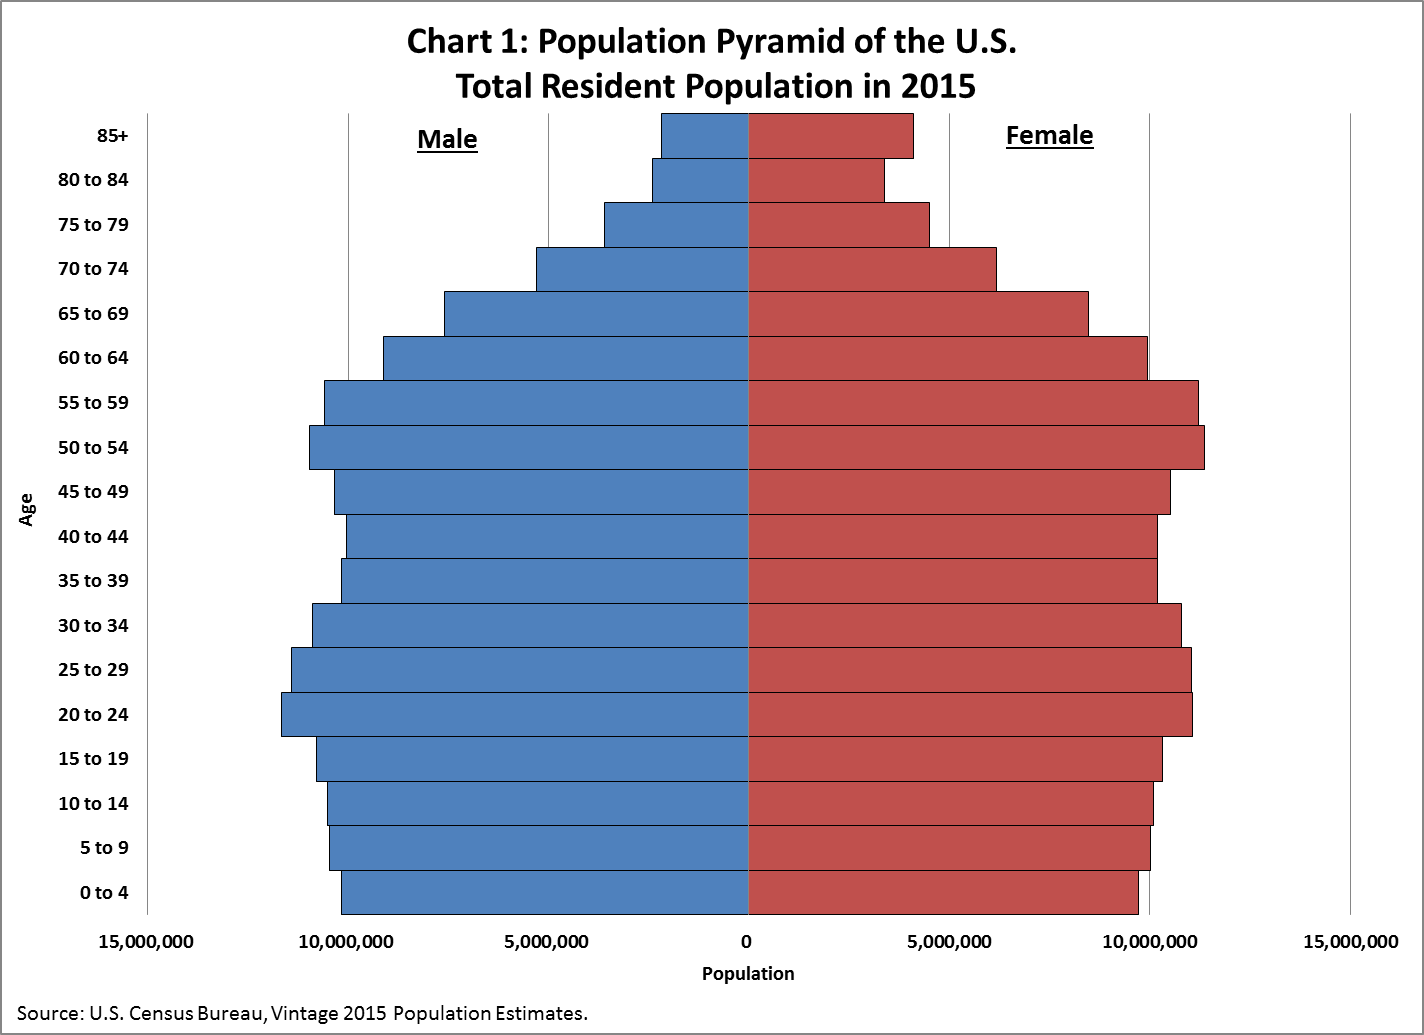 Chart 1: Population Pyramid of the U.S.
Total Resident Population in 2015
Male
Female
85+
80 to 84
75 to 79
70 to 74
65 to 69
60 to 64
55 to 59
50 to 54
45 to 49
40 to 44
35 to 39
30 to 34
25 to 29
20 to 24
15 to 19
10 to 14
5 to 9
0 to 4
Age
15,000,000 10,000,000 5,000,000 0 5,000,000 10,000,000 15,000,000
Population
Source: U.S. Census Bureau, Vintage 2015 Population Estimates.